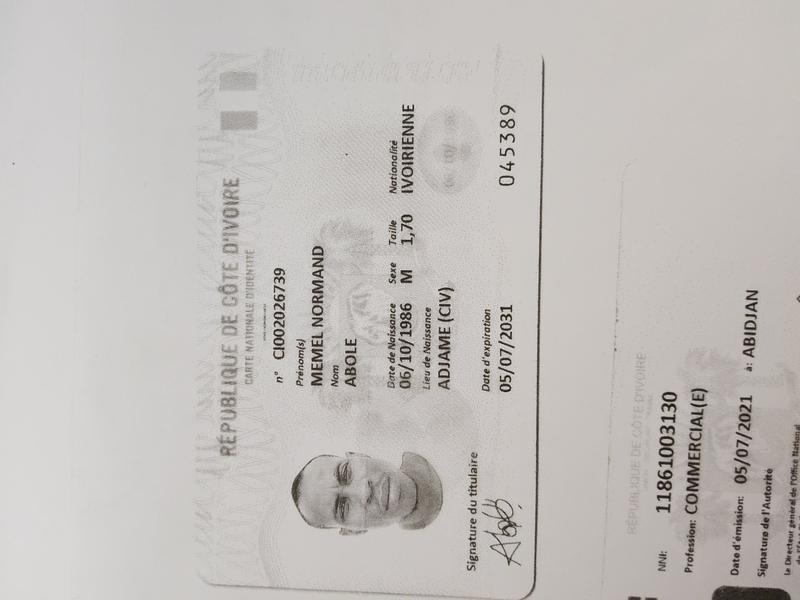 RÉPUBLIQUE DE CÔTE D'IVOIRE
CARTE NATIONALE D'IDENTITÉ
n° CI002026739
Prénom(s)
MEMEL NORMAND
Nom
ABOLE
Date de Naissance Sexe Taille Nationalité
06/10/1986 M 1,70 IVOIRIENNE
Lieu de Naissance
ADJAME (CIV)
Signature du titulaire
Date d'expiration
05/07/2031
045389
RÉPUBLIQUE DE CÔTE D'IVOIRE
NNI: 11861003130
Profession: COMMERCIAL(E)
Date d'émission: 05/07/2021 à: ABIDJAN
Signature de l'Autorité
Le Directeur général de l'Office National